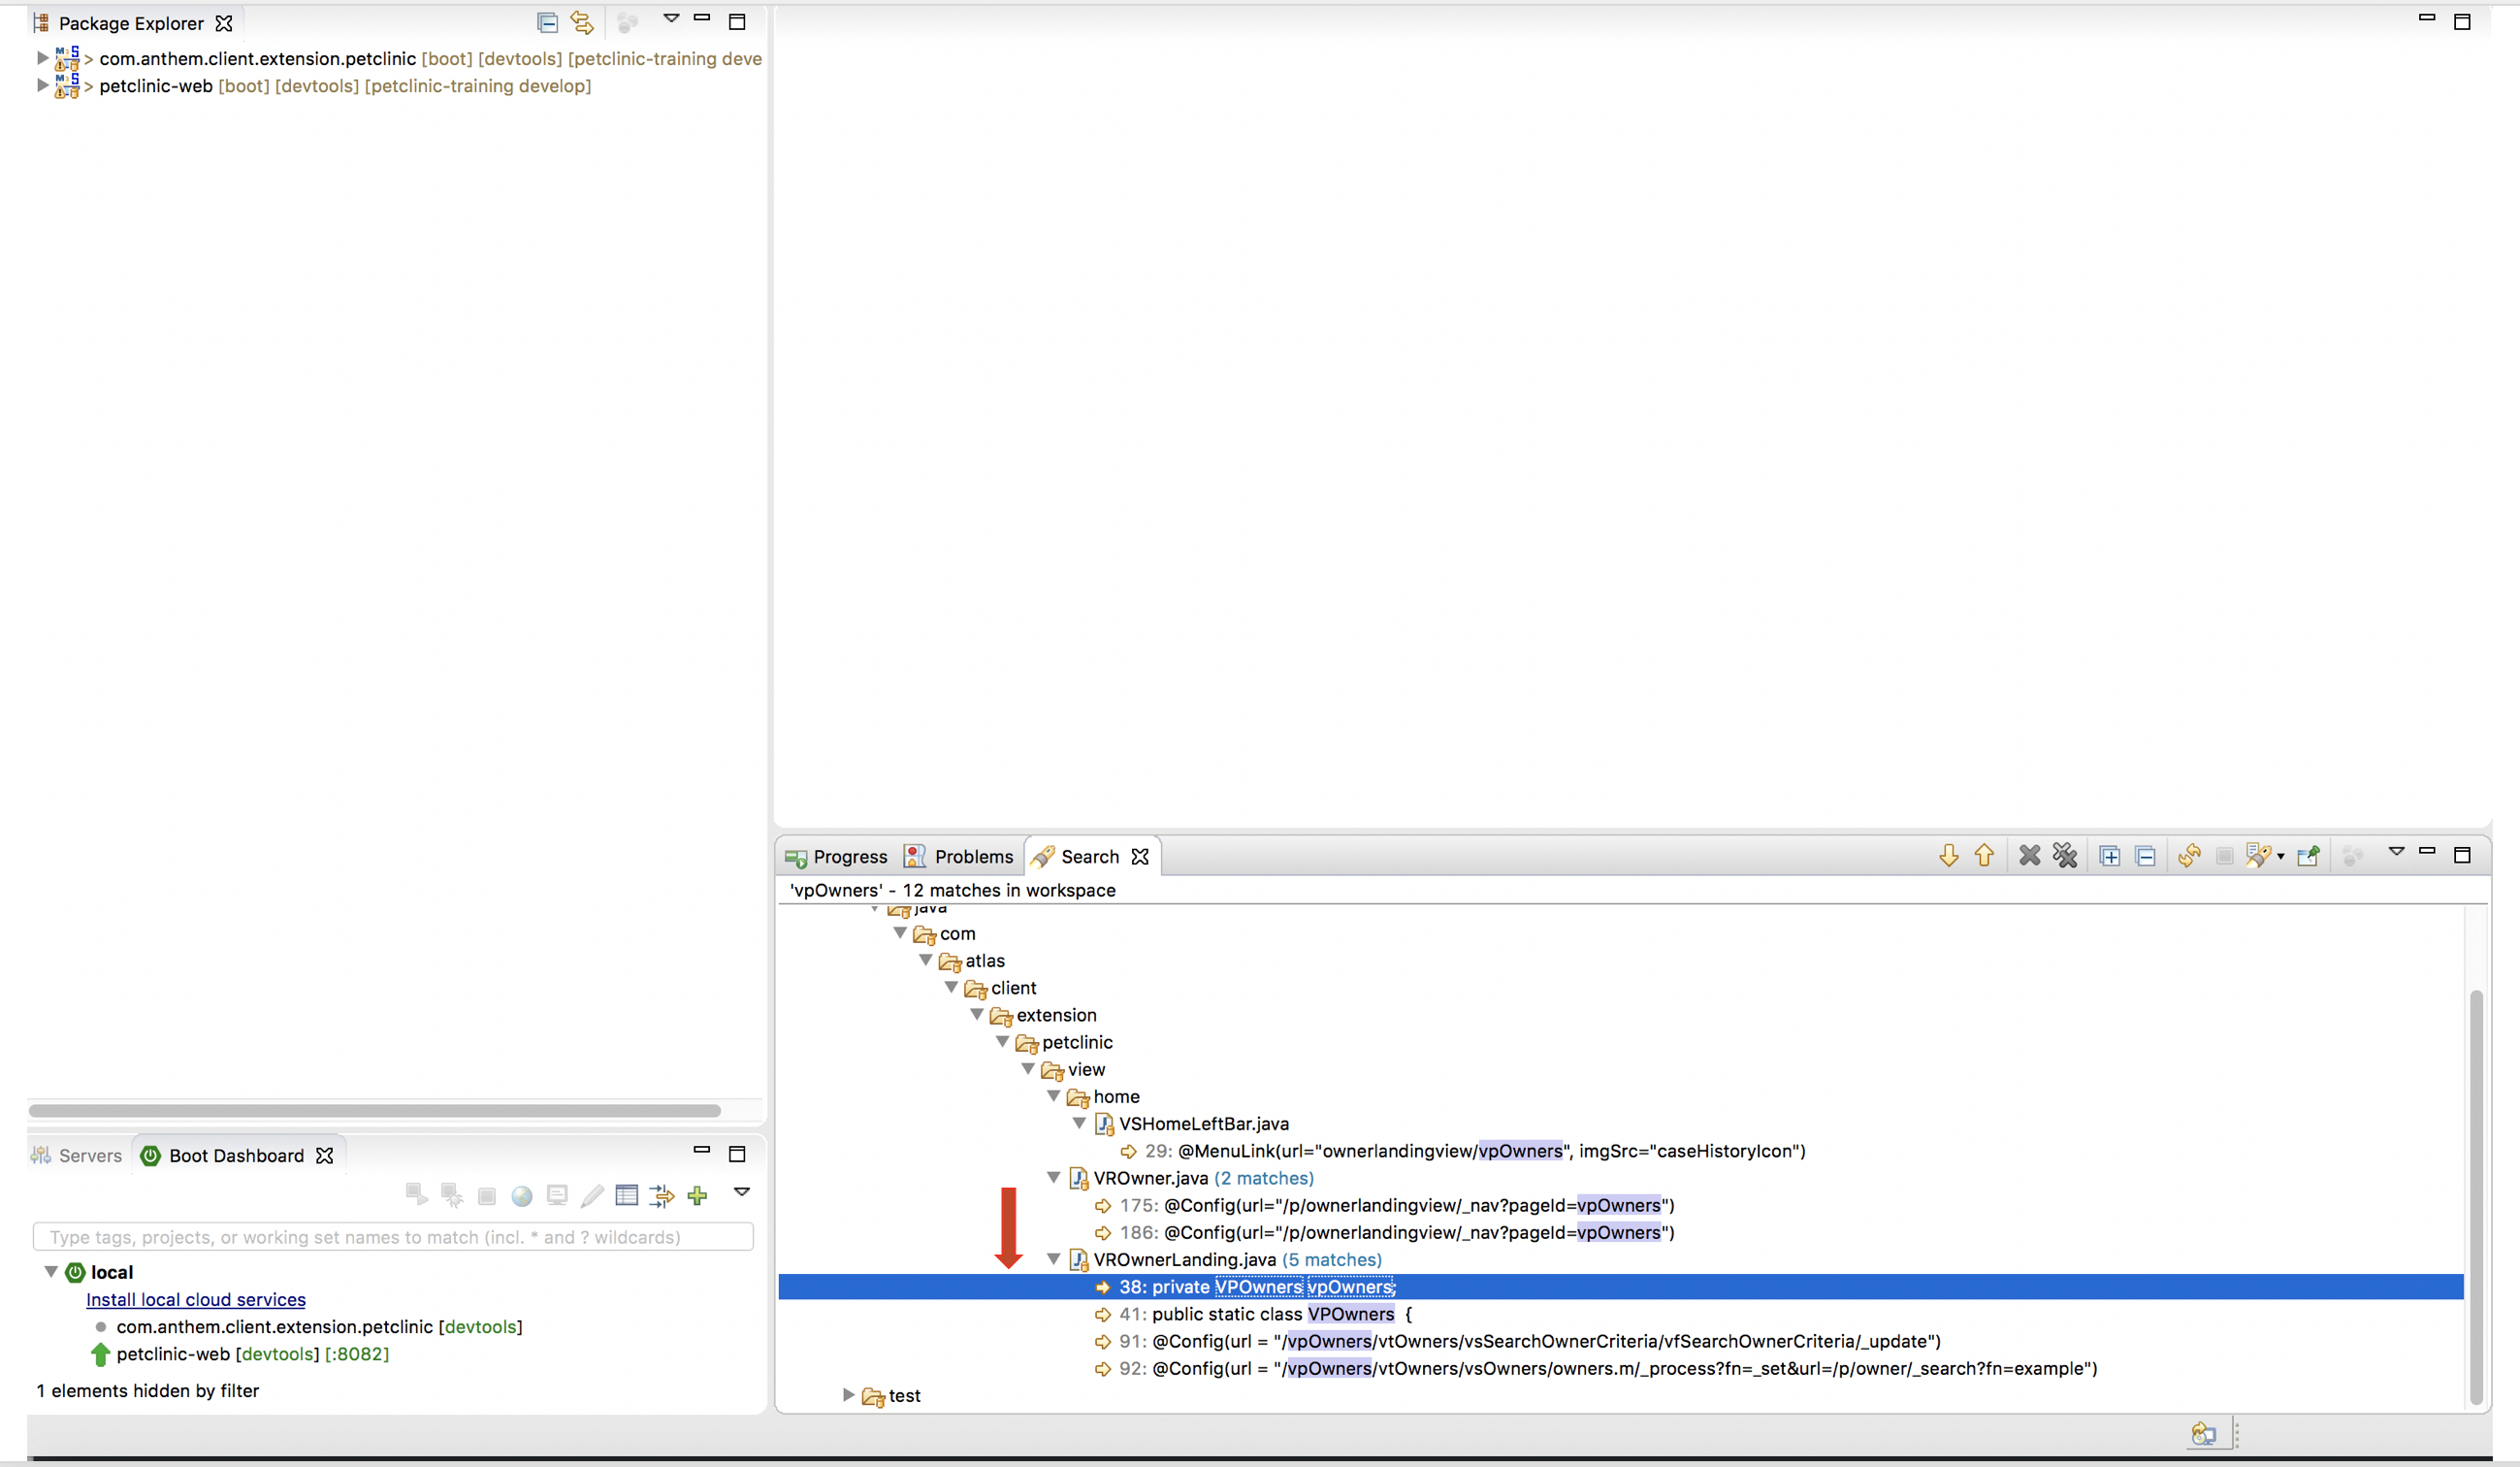 Package Explorer
> com.anthem.client.extension.petclinic [boot] [devtools] [petclinic-training deve
> petclinic-web [boot] [devtools] [petclinic-training develop]
Servers Boot Dashboard
Type tags, projects, or working set names to match (incl. * and ? wildcards)
local
Install local cloud services
com.anthem.client.extension.petclinic [devtools]
petclinic-web [devtools] [:8082]
1 elements hidden by filter
Progress Problems Search
'vpOwners' - 12 matches in workspace
java
com
atlas
client
extension
petclinic
view
home
VSHomeLeftBar.java
29: @MenuLink(url="ownerlandingview/vpOwners", imgSrc="caseHistoryIcon")
VROwner.java (2 matches)
175: @Config(url="/p/ownerlandingview/_nav?pageId=vpOwners")
186: @Config(url="/p/ownerlandingview/_nav?pageId=vpOwners")
VROwnerLanding.java (5 matches)
38: private VPOwners vpOwners;
41: public static class VPOwners {
91: @Config(url = "/vpOwners/vtOwners/vsSearchOwnerCriteria/vfSearchOwnerCriteria/_update")
92: @Config(url = "/vpOwners/vtOwners/vsOwners/owners.m/_process?fn=_set&url=/p/owner/_search?fn=example")
test